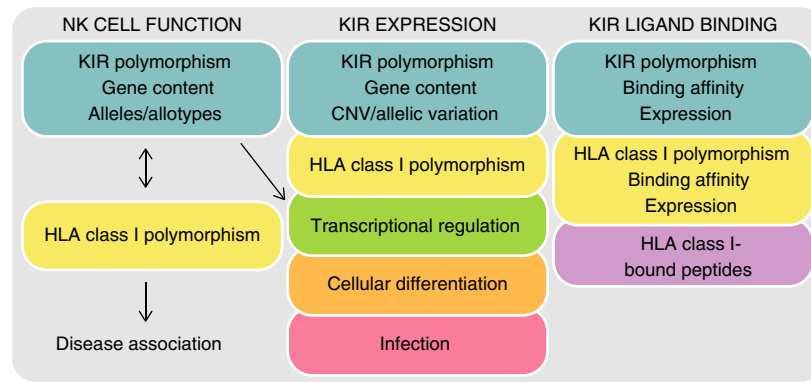 NK CELL FUNCTION
KIR polymorphism
Gene content
Alleles/allotypes
HLA class I polymorphism
Disease association
KIR EXPRESSION
KIR polymorphism
Gene content
CNV/allelic variation
HLA class I polymorphism
Transcriptional regulation
Cellular differentiation
Infection
KIR LIGAND BINDING
KIR polymorphism
Binding affinity
Expression
HLA class I polymorphism
Binding affinity
Expression
HLA class I-
bound peptides